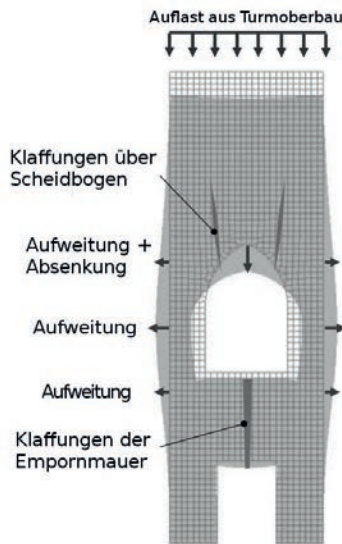 Auflast aus Turmoberbau
Klaffungen über
Scheidbogen
Aufweitung +
Absenkung
Aufweitung
Aufweitung
Klaffungen der
Empornmauer